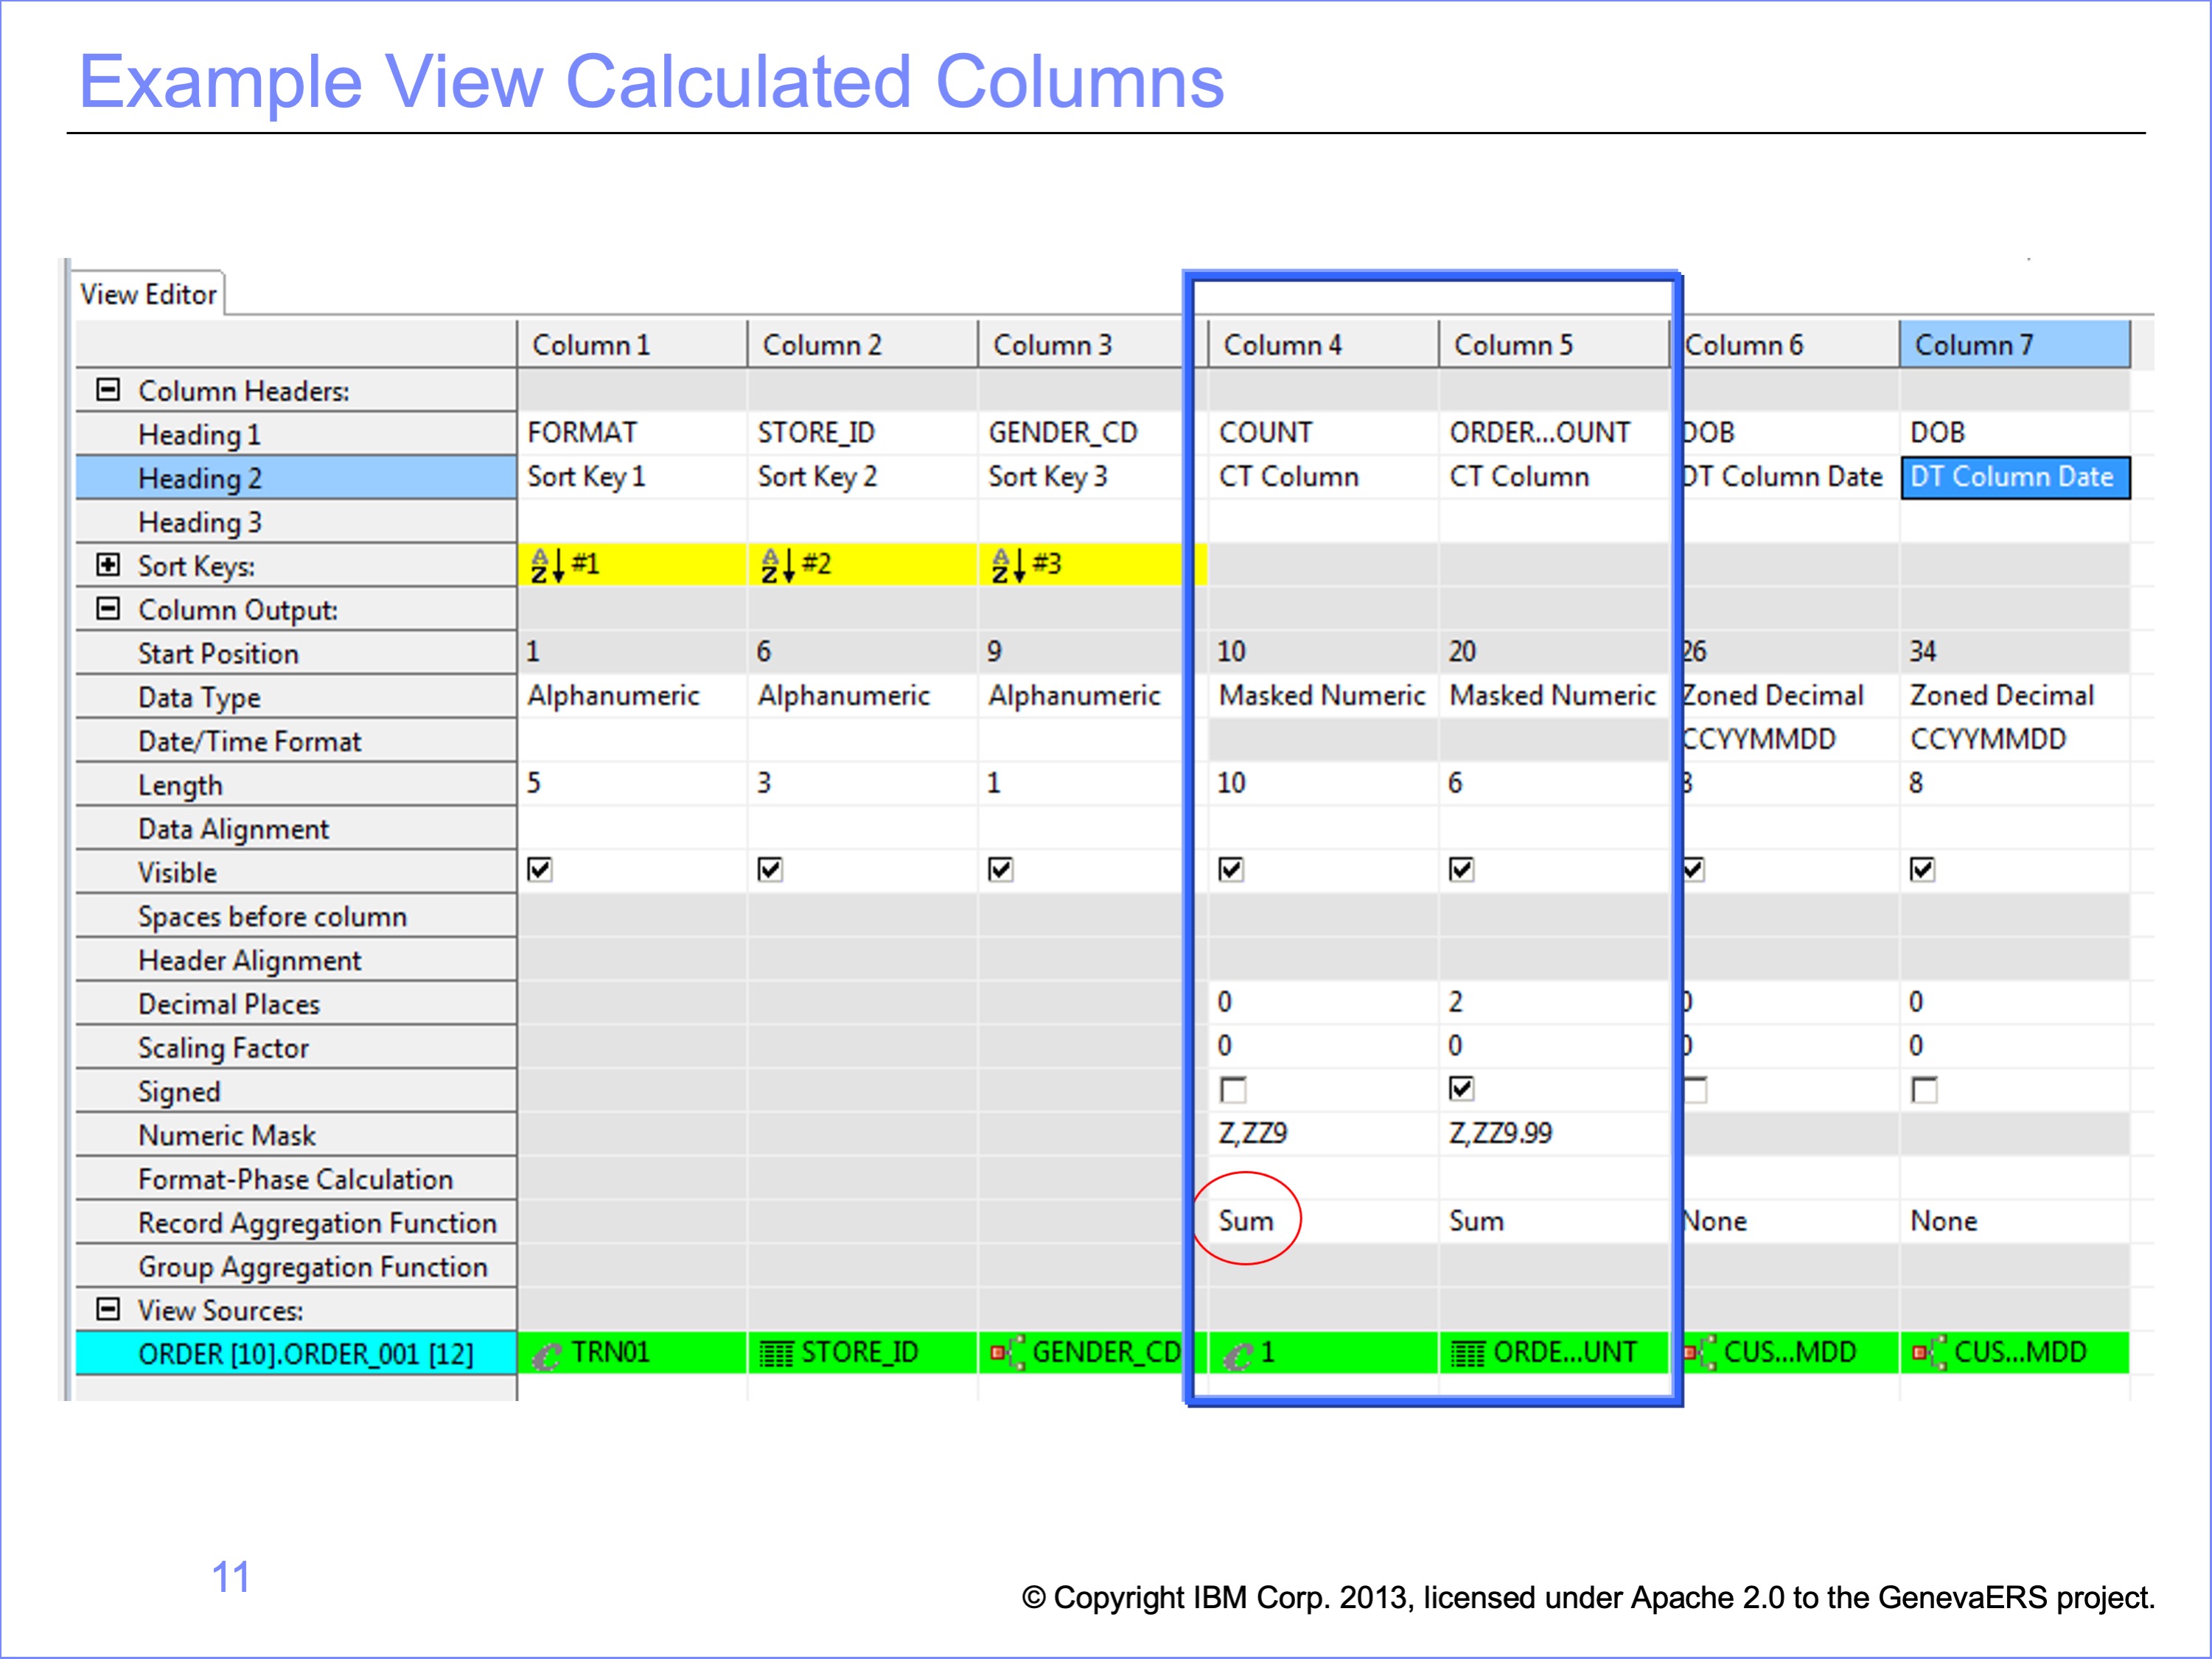 Example View Calculated Columns
View Editor
Column 1 Column 2 Column 3 Column 4 Column 5 Column 6 Column 7
Column Headers:
Heading 1 FORMAT STORE_ID GENDER_CD COUNT ORDER...OUNT DOB DOB
Heading 2 Sort Key 1 Sort Key 2 Sort Key 3 CT Column CT Column DT Column Date DT Column Date
Heading 3
Sort Keys: #1 #2 #3
Column Output:
Start Position 1 6 9 10 20 26 34
Data Type Alphanumeric Alphanumeric Alphanumeric Masked Numeric Masked Numeric Zoned Decimal Zoned Decimal
Date/Time Format CCYYMMDD CCYYMMDD
Length 5 3 1 10 6 8 8
Data Alignment
Visible
Spaces before column
Header Alignment
Decimal Places 0 2 0 0
Scaling Factor 0 0 0 0
Signed
Numeric Mask Z,ZZ9 Z,ZZ9.99
Format-Phase Calculation
Record Aggregation Function Sum Sum None None
Group Aggregation Function
View Sources:
ORDER [10].ORDER_001 [12] TRN01 STORE_ID GENDER_CD 1 ORDE...UNT CUS...MDD CUS...MDD
11
© Copyright IBM Corp. 2013, licensed under Apache 2.0 to the GenevaERS project.